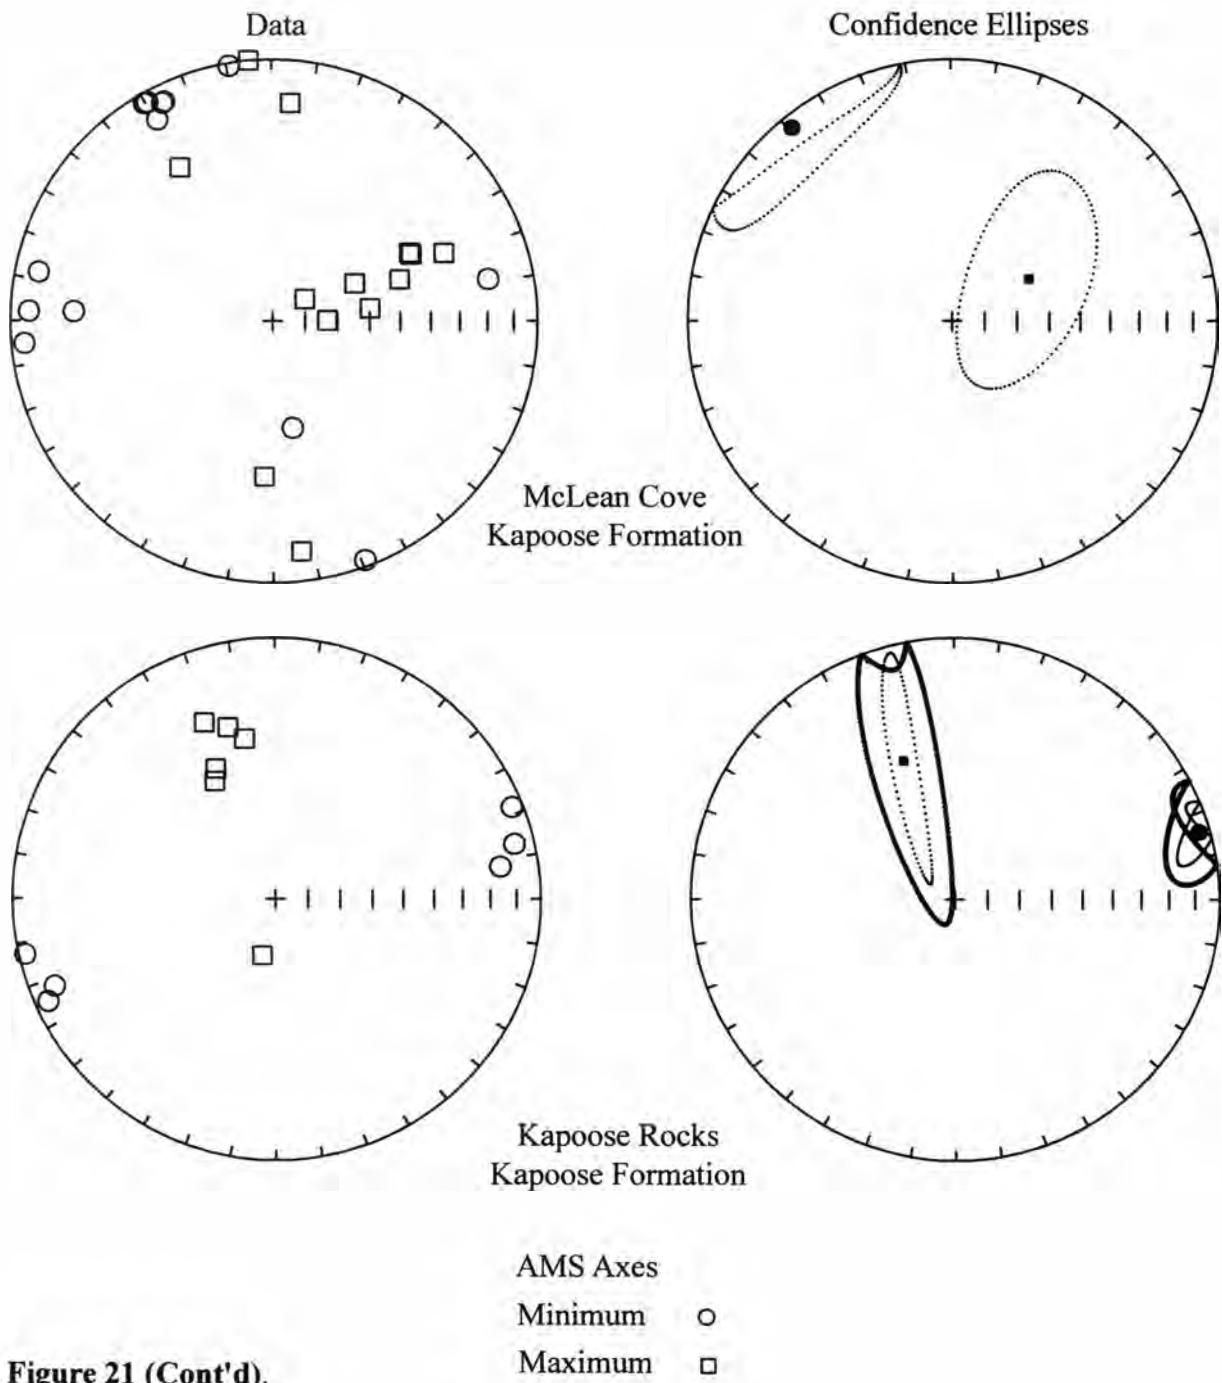 Data
Confidence Ellipses
McLean Cove
Kapoose Formation
Kapoose Rocks
Kapoose Formation
AMS Axes
Minimum
Maximum
Figure 21 (Cont'd).